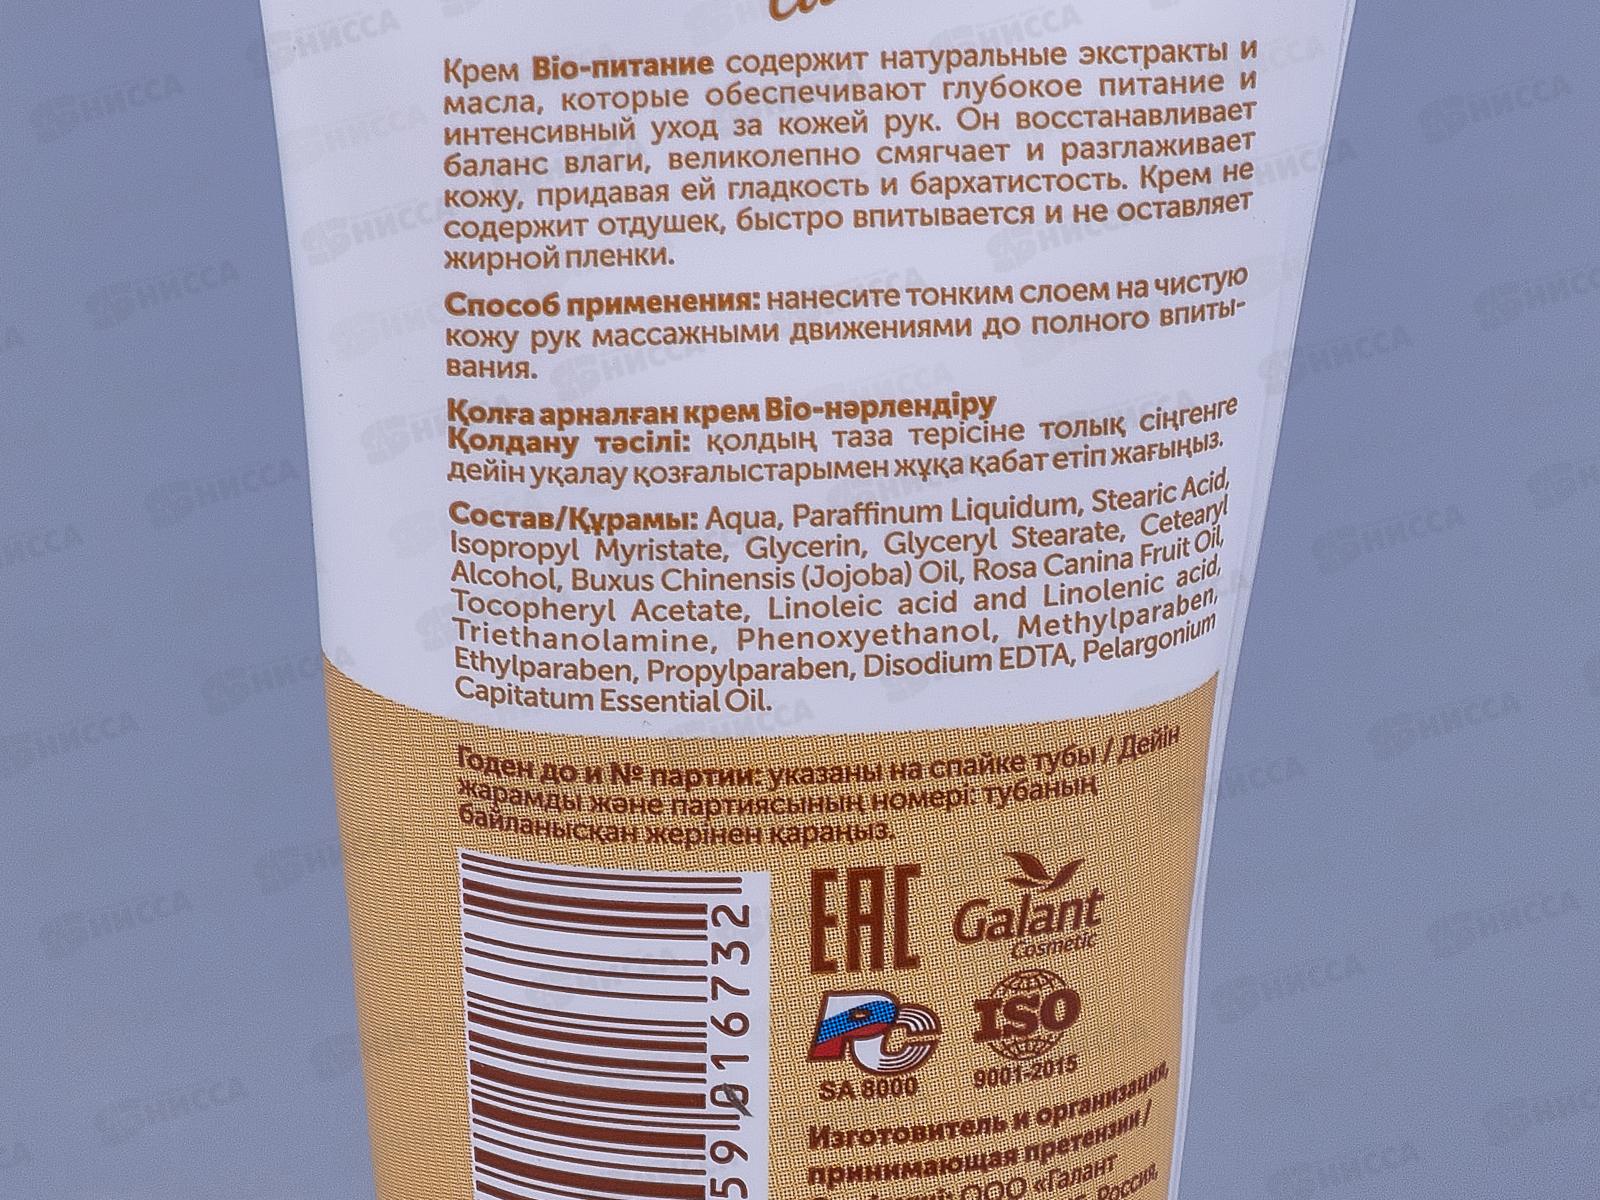 Крем Bio-питание содержит натуральные экстракты и
масла, которые обеспечивают глубокое питание и
интенсивный уход за кожей рук. Он восстанавливает
баланс влаги, великолепно смягчает и разглаживает
кожу, придавая ей гладкость и бархатистость. Крем не
содержит отдушек, быстро впитывается и не оставляет
жирной пленки.
Способ применения: нанесите тонким слоем на чистую
кожу рук массажными движениями до полного впиты-
вания.
Қолға арналған крем Bio-нәрлендіру
Қолдану тәсілі: қолдың таза терісіне толық сіңгенге
дейін уқалау қозғалыстарымен жұқа қабат етіп жағыңыз.
Состав/Құрамы: Aqua, Paraffinum Liquidum, Stearic Acid,
Isopropyl Myristate, Glycerin, Glyceryl Stearate, Cetearyl
Alcohol, Buxus Chinensis (Jojoba) Oil, Rosa Canina Fruit Oil,
Tocopheryl Acetate, Linoleic acid and Linolenic acid,
Triethanolamine, Phenoxyethanol, Methylparaben,
Ethylparaben, Propylparaben, Disodium EDTA, Pelargonium
Capitatum Essential Oil.
Годен до и № партии: указаны на спайке тубы / Дейін
жарамды және партиясының номері: тубаның
байланысқан жерінен қараңыз.
59 016732
EAC
Galant
Cosmetic
PC
SA 8000
ISO
9001-2015
Изготовитель и организация,
принимающая претензии /
ООО «Галант
Россия,
НИССА